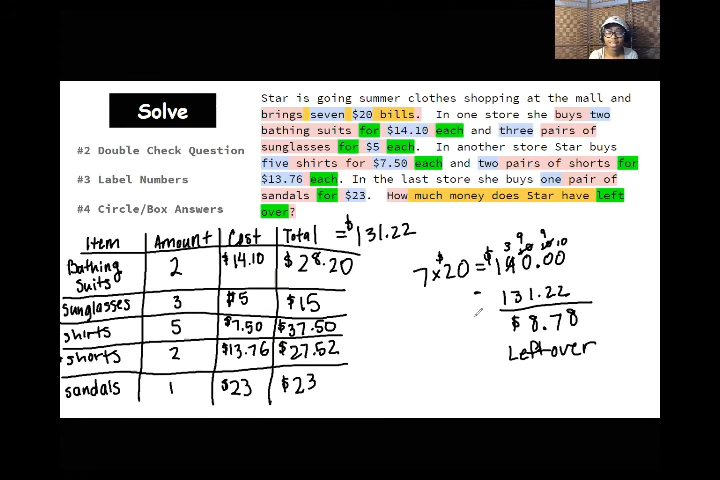 Solve
#2 Double Check Question
#3 Label Numbers
#4 Circle/Box Answers
Star is going summer clothes shopping at the mall and
brings seven $20 bills. In one store she buys two
bathing suits for $14.10 each and three pairs of
sunglasses for $5 each. In another store Star buys
five shirts for $7.50 each and two pairs of shorts for
$13.76 each. In the last store she buys one pair of
sandals for $23. How much money does Star have left
over?
Item Amount Cost Total = $131.22
Bathing Suits 2 $14.10 $28.20
sunglasses 3 $5 $15
shirts 5 $7.50 $37.50
shorts 2 $13.76 $27.52
sandals 1 $23 $23
3 9 10 9 10 10
7 x $20 = $140.00
- 131.22
$8.78
Leftover